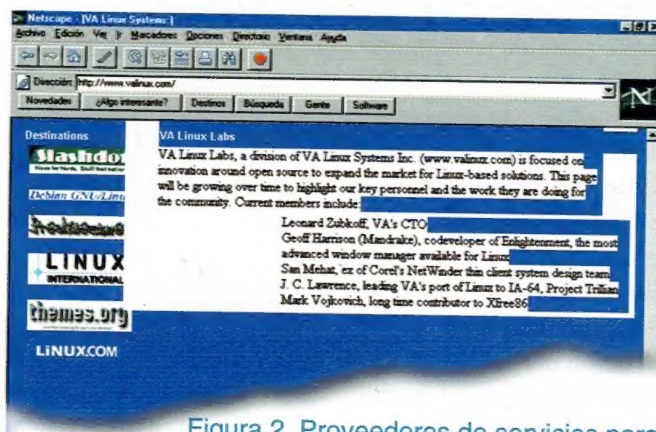 Netscape - [VA Linux Systems:]
Archivo Edición Ver Ir Marcadores Opciones Directorio Ventana Ayuda
Dirección: http://www.valinux.com/
N
Novedades ¿Algo interesante? Destinos Búsqueda Gente Software
Destinations
Slashdot
Debian GNU/Linu
LINUX
INTERNATIONAL
themes.org
LiNUX.COM
VA Linux Labs
VA Linux Labs, a division of VA Linux Systems Inc. (www.valinux.com) is focused on
innovation around open source to expand the market for Linux-based solutions. This page
will be growing over time to highlight our key personnel and the work they are doing for
the community. Current members include:
Leonard Zubkoff, VA's CTO
Geoff Harrison (Mandrake), codeveloper of Enlightenment, the most
advanced window manager available for Linux
San Mehat, ex of Corel's NetWinder thin client system design team
J. C. Lawrence, leading VA's port of Linux to IA-64, Project Trillian
Mark Vojkovich, long time contributor to Xfree86
Figura 2. Proveedores de servicios para